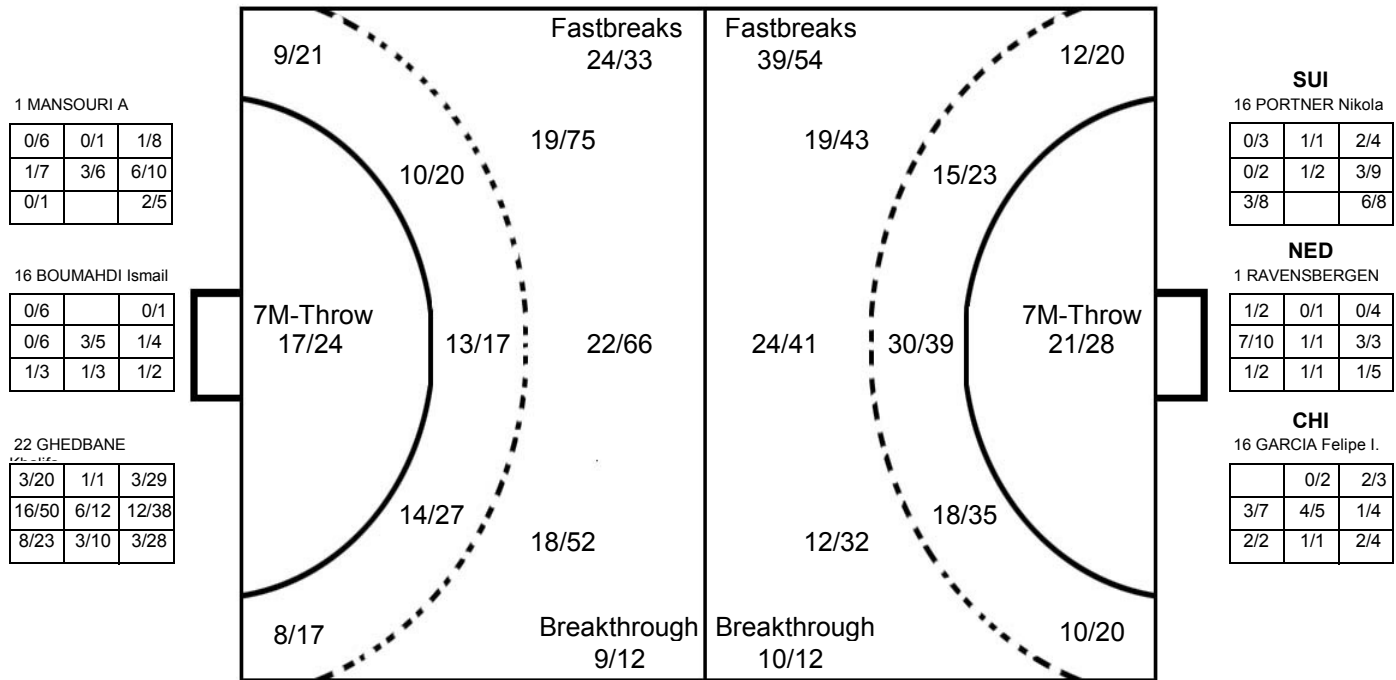 1 MANSOURI A
0/6 0/1 1/8
1/7 3/6 6/10
0/1 2/5
16 BOUMAHDI Ismail
0/6 0/1
0/6 3/5 1/4
1/3 1/3 1/2
22 GHEDBANE
3/20 1/1 3/29
16/50 6/12 12/38
8/23 3/10 3/28
Fastbreaks Fastbreaks
9/21 24/33 39/54 12/20
19/75 19/43
10/20 15/23
7M-Throw 7M-Throw
17/24 13/17 22/66 24/41 30/39 21/28
14/27 18/35
18/52 12/32
Breakthrough Breakthrough
8/17 9/12 10/12 10/20
SUI
16 PORTNER Nikola
0/3 1/1 2/4
0/2 1/2 3/9
3/8 6/8
NED
1 RAVENSBERGEN
1/2 0/1 0/4
7/10 1/1 3/3
1/2 1/1 1/5
CHI
16 GARCIA Felipe I.
0/2 2/3
3/7 4/5 1/4
2/2 1/1 2/4